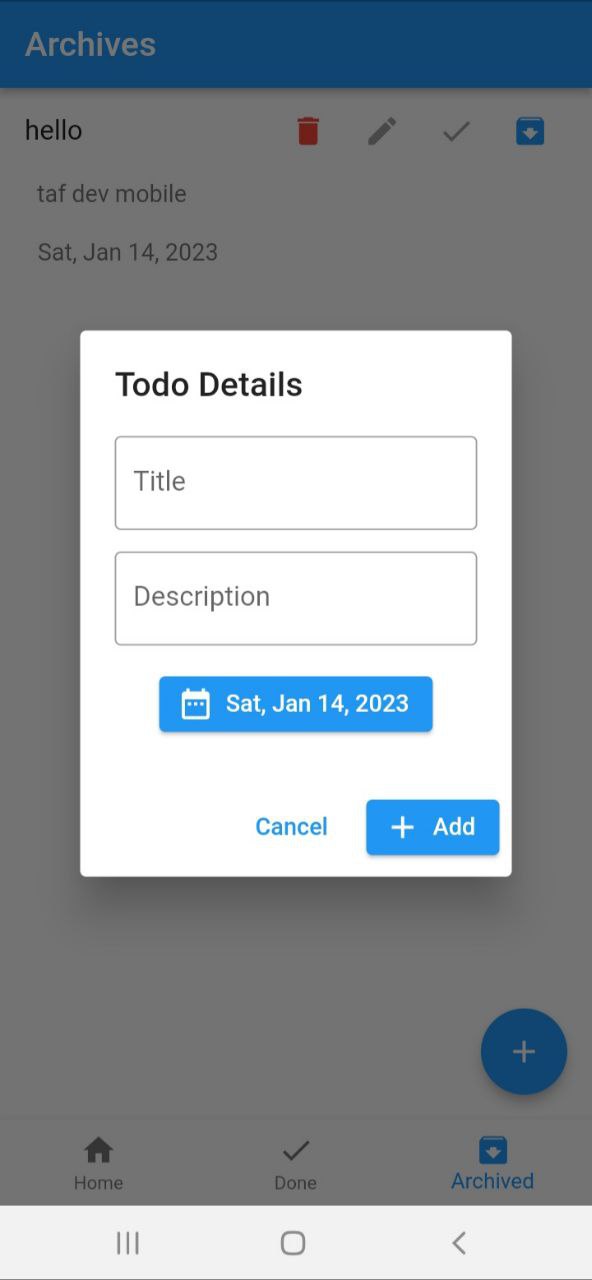 Archives
hello
taf dev mobile
Sat, Jan 14, 2023
Todo Details
Title
Description
Sat, Jan 14, 2023
Cancel
Add
Home
Done
Archived